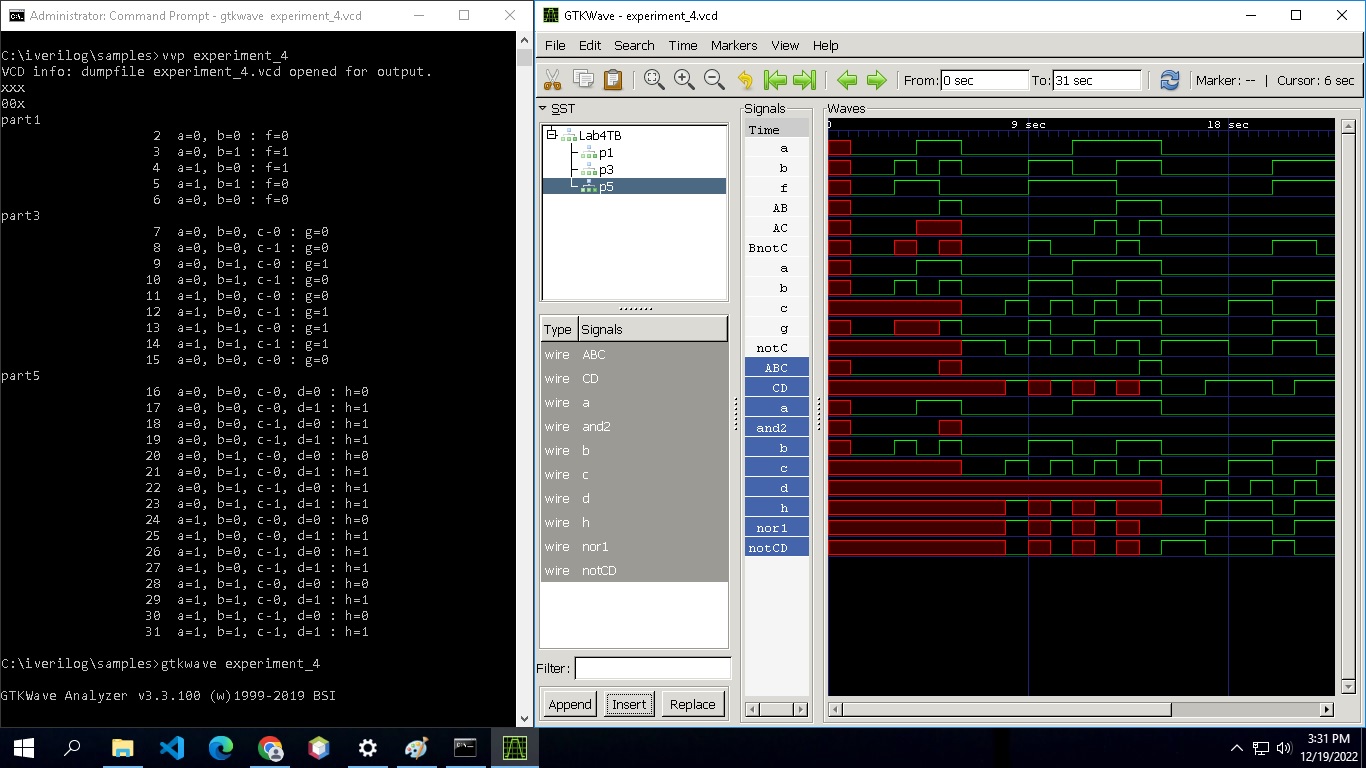 Administrator: Command Prompt - gtkwave experiment_4.vcd
C:\iverilog\samples>vvp experiment_4
VCD info: dumpfile experiment_4.vcd opened for output.
xxx
00x
part1
2 a=0, b=0 : f=0
3 a=0, b=1 : f=1
4 a=1, b=0 : f=1
5 a=1, b=1 : f=0
6 a=0, b=0 : f=0
part3
7 a=0, b=0, c-0 : g=0
8 a=0, b=0, c-1 : g=0
9 a=0, b=1, c-0 : g=1
10 a=0, b=1, c-1 : g=0
11 a=1, b=0, c-0 : g=0
12 a=1, b=0, c-1 : g=1
13 a=1, b=1, c-0 : g=1
14 a=1, b=1, c-1 : g=1
15 a=0, b=0, c-0 : g=0
part5
16 a=0, b=0, c-0, d=0 : h=0
17 a=0, b=0, c-0, d=1 : h=1
18 a=0, b=0, c-1, d=0 : h=1
19 a=0, b=0, c-1, d=1 : h=1
20 a=0, b=0, c-0, d=0 : h=0
21 a=0, b=0, c-0, d=1 : h=1
22 a=0, b=0, c-1, d=0 : h=1
23 a=0, b=1, c-1, d=1 : h=1
24 a=0, b=1, c-0, d=0 : h=0
25 a=1, b=0, c-0, d=1 : h=1
26 a=1, b=0, c-1, d=0 : h=1
27 a=1, b=0, c-1, d=1 : h=1
28 a=1, b=1, c-0, d=0 : h=0
29 a=1, b=1, c-0, d=1 : h=1
30 a=1, b=1, c-1, d=0 : h=0
31 a=1, b=1, c-1, d=1 : h=1
C:\iverilog\samples>gtkwave experiment_4
GTKWave Analyzer v3.3.100 (w)1999-2019 BSI
GTKWave - experiment_4.vcd
File Edit Search Time Markers View Help
From: 0 sec To: 31 sec Marker: -- | Cursor: 6 sec
SST
Lab4TB
p1
p3
p5
Type Signals
wire ABC
wire CD
wire a
wire and2
wire b
wire c
wire d
wire h
wire nor1
wire notCD
Filter:
Append Insert Replace
Signals
Time
a
b
f
AB
AC
BnotC
a
b
c
g
notC
ABC
CD
a
and2
b
c
d
h
nor1
notCD
Waves
0 9 sec 18 sec
3:31 PM
12/19/2022